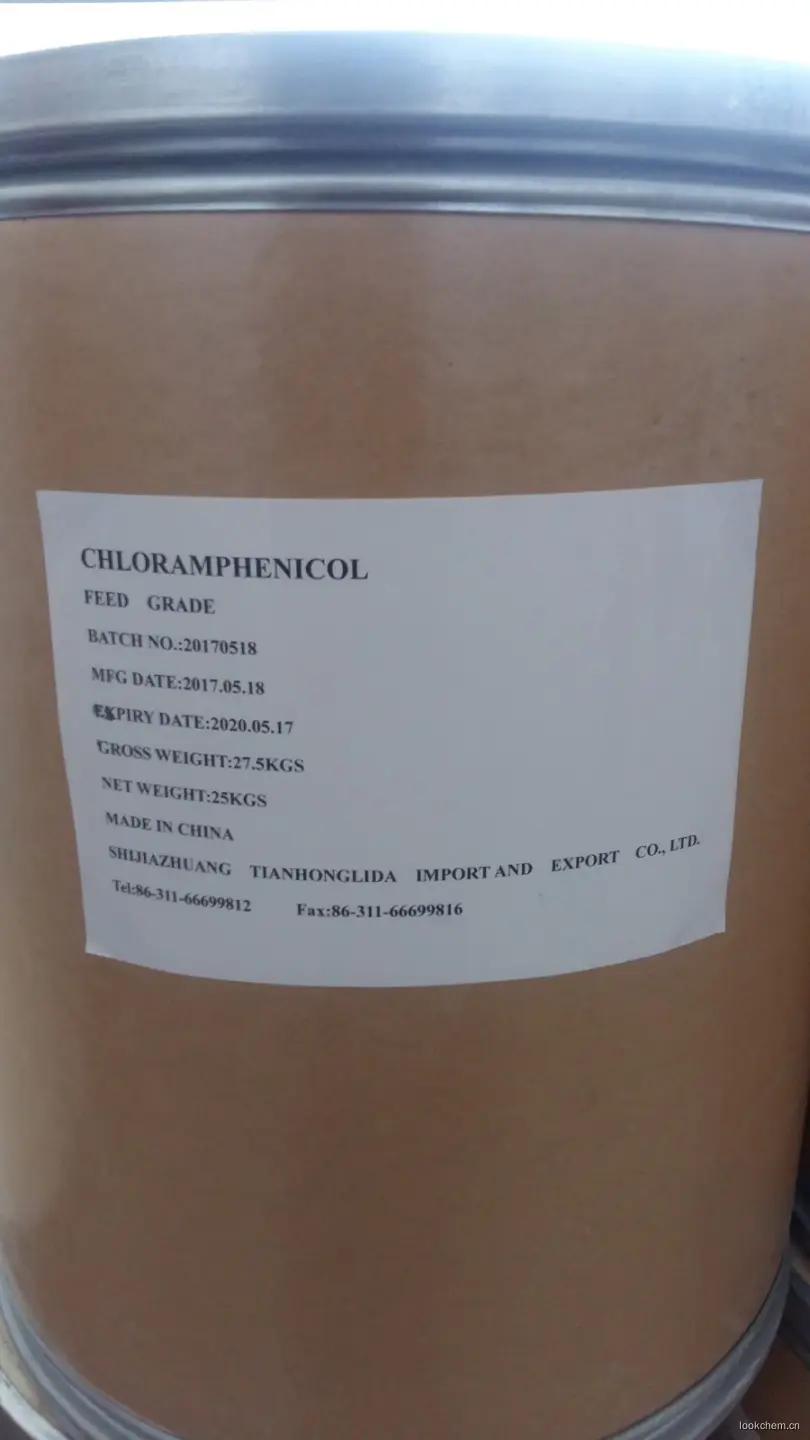 CHLORAMPHENICOL
FEED GRADE
BATCH NO.:20170518
MFG DATE:2017.05.18
EXPIRY DATE:2020.05.17
GROSS WEIGHT:27.5KGS
NET WEIGHT:25KGS
MADE IN CHINA
SHIJIAZHUANG TIANHONGLIDA IMPORT AND EXPORT CO., LTD.
Tel:86-311-66699812 Fax:86-311-66699816
lookchem.cn